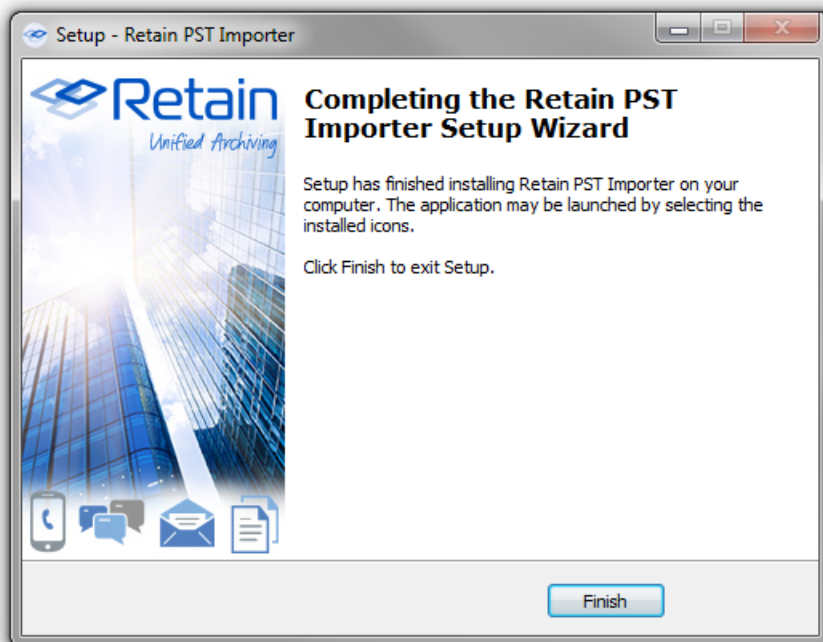 Setup - Retain PST Importer
Retain
Unified Archiving
Completing the Retain PST
Importer Setup Wizard
Setup has finished installing Retain PST Importer on your
computer. The application may be launched by selecting the
installed icons.
Click Finish to exit Setup.
Finish